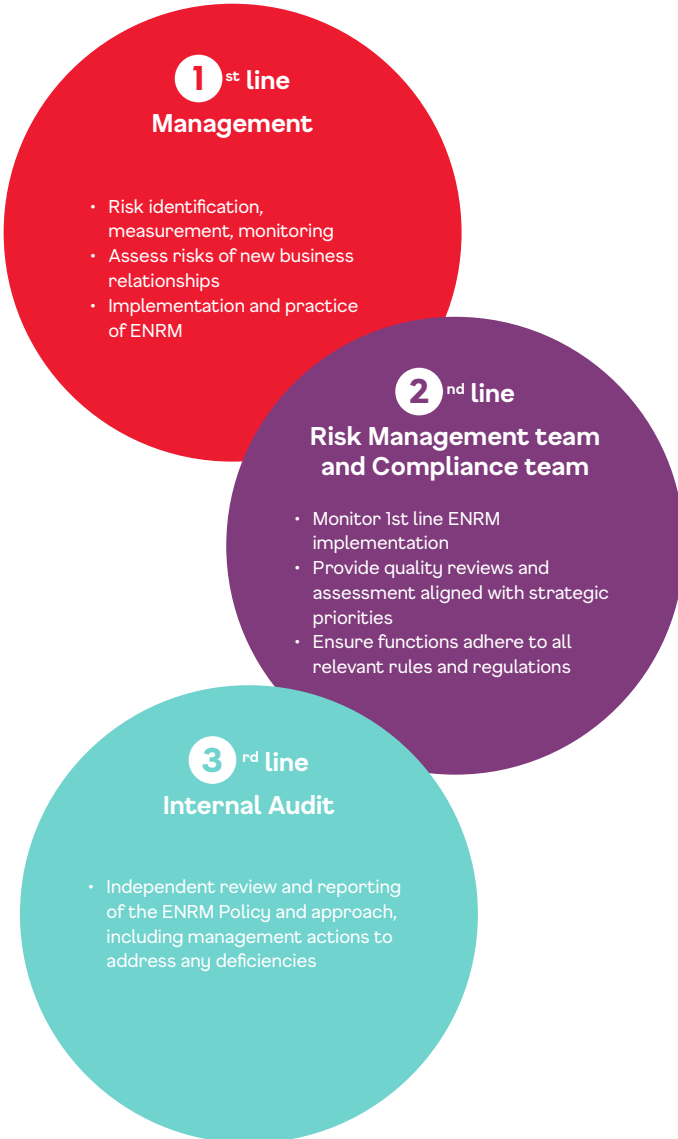 1 st line
Management
• Risk identification,
measurement, monitoring
• Assess risks of new business
relationships
• Implementation and practice
of ENRM
2 nd line
Risk Management team
and Compliance team
• Monitor 1st line ENRM
implementation
• Provide quality reviews and
assessment aligned with strategic
priorities
• Ensure functions adhere to all
relevant rules and regulations
3 rd line
Internal Audit
• Independent review and reporting
of the ENRM Policy and approach,
including management actions to
address any deficiencies